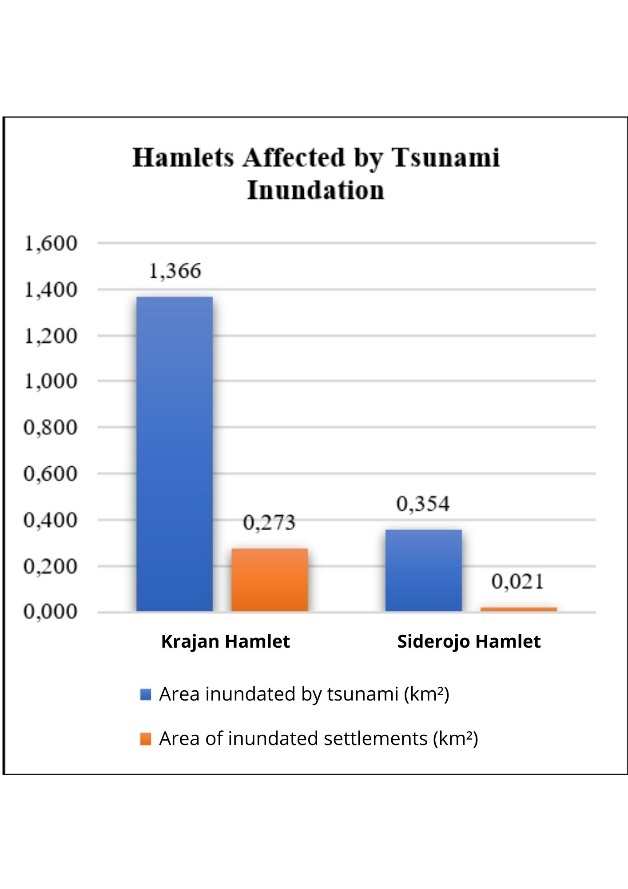 Hamlets Affected by Tsunami
Inundation
1,600
1,400
1,200
1,000
0,800
0,600
0,400
0,200
0,000
1,366
0,273
0,354
0,021
Krajan Hamlet
Siderojo Hamlet
Area inundated by tsunami (km²)
Area of inundated settlements (km²)